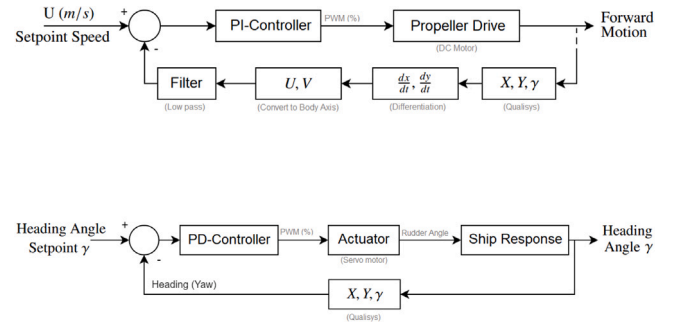 U (m/s)
Setpoint Speed
+
-
PI-Controller
PWM (%)
Propeller Drive
(DC Motor)
Forward
Motion
Filter
(Low pass)
U, V
(Convert to Body Axis)
dx/dt, dy/dt
(Differentiation)
X, Y, γ
(Qualisys)
Heading Angle
Setpoint γ
+
-
PD-Controller
PWM (%)
Actuator
(Servo motor)
Rudder Angle
Ship Response
Heading
Angle γ
Heading (Yaw)
X, Y, γ
(Qualisys)